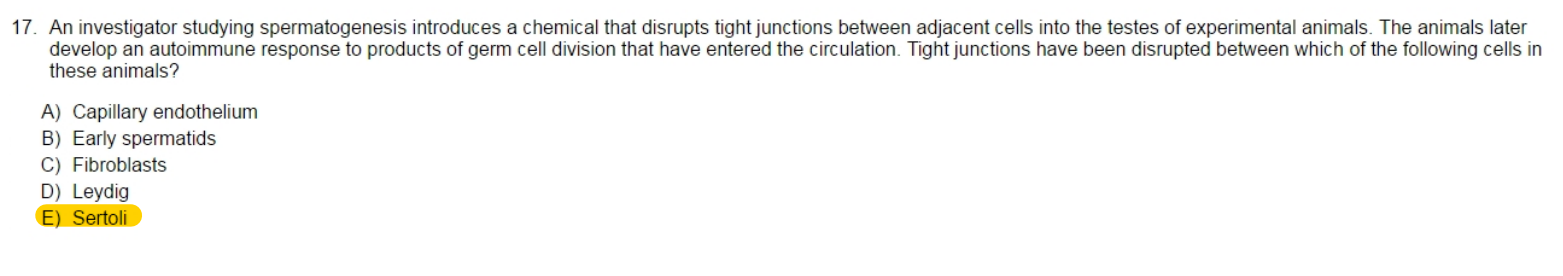 17. An investigator studying spermatogenesis introduces a chemical that disrupts tight junctions between adjacent cells into the testes of experimental animals. The animals later
develop an autoimmune response to products of germ cell division that have entered the circulation. Tight junctions have been disrupted between which of the following cells in
these animals?
A) Capillary endothelium
B) Early spermatids
C) Fibroblasts
D) Leydig
E) Sertoli